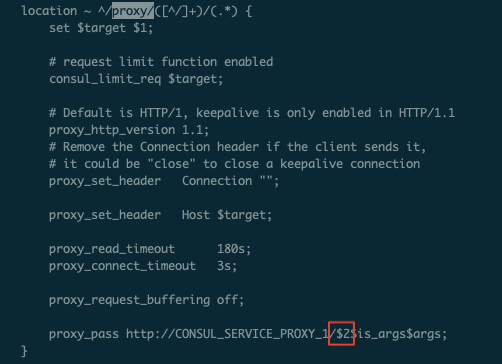 location ~ ^/proxy/([^/]+)/(.*) {
set $target $1;
# request limit function enabled
consul_limit_req $target;
# Default is HTTP/1, keepalive is only enabled in HTTP/1.1
proxy_http_version 1.1;
# Remove the Connection header if the client sends it,
# it could be "close" to close a keepalive connection
proxy_set_header   Connection "";
proxy_set_header   Host $target;
proxy_read_timeout      180s;
proxy_connect_timeout   3s;
proxy_request_buffering off;
proxy_pass http://CONSUL_SERVICE_PROXY_1/$2$is_args$args;
}